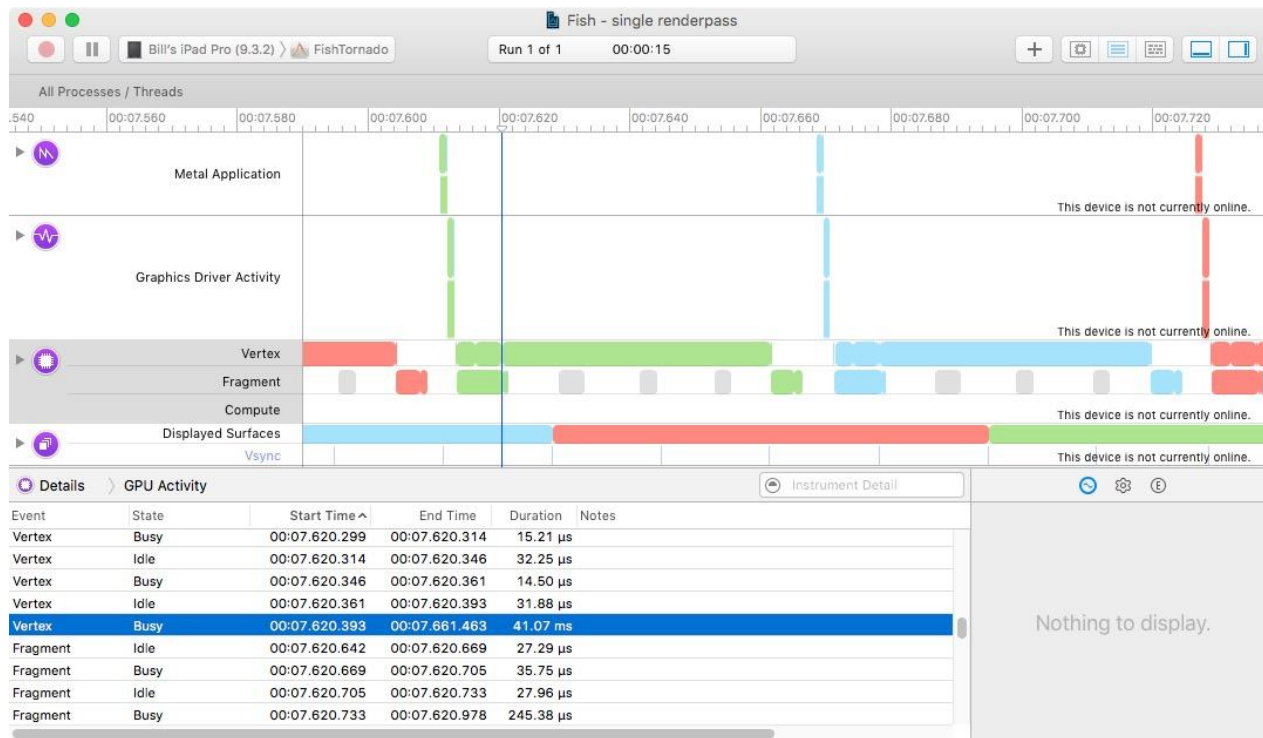 Fish - single renderpass
Bill's iPad Pro (9.3.2) 〉 FishTornado
Run 1 of 1 00:00:15
All Processes / Threads
.540 00:07.560 00:07.580 00:07.600 00:07.620 00:07.640 00:07.660 00:07.680 00:07.700 00:07.720
Metal Application
This device is not currently online.
Graphics Driver Activity
This device is not currently online.
Vertex
Fragment
Compute
This device is not currently online.
Displayed Surfaces
Vsync
This device is not currently online.
Details 〉 GPU Activity
Instrument Detail
E
Event State Start Time End Time Duration Notes
Vertex Busy 00:07.620.299 00:07.620.314 15.21 µs
Vertex Idle 00:07.620.314 00:07.620.346 32.25 µs
Vertex Busy 00:07.620.346 00:07.620.361 14.50 µs
Vertex Idle 00:07.620.361 00:07.620.393 31.88 µs
Vertex Busy 00:07.620.393 00:07.661.463 41.07 ms
Fragment Idle 00:07.620.642 00:07.620.669 27.29 µs
Fragment Busy 00:07.620.669 00:07.620.705 35.75 µs
Fragment Idle 00:07.620.705 00:07.620.733 27.96 µs
Fragment Busy 00:07.620.733 00:07.620.978 245.38 µs
Nothing to display.